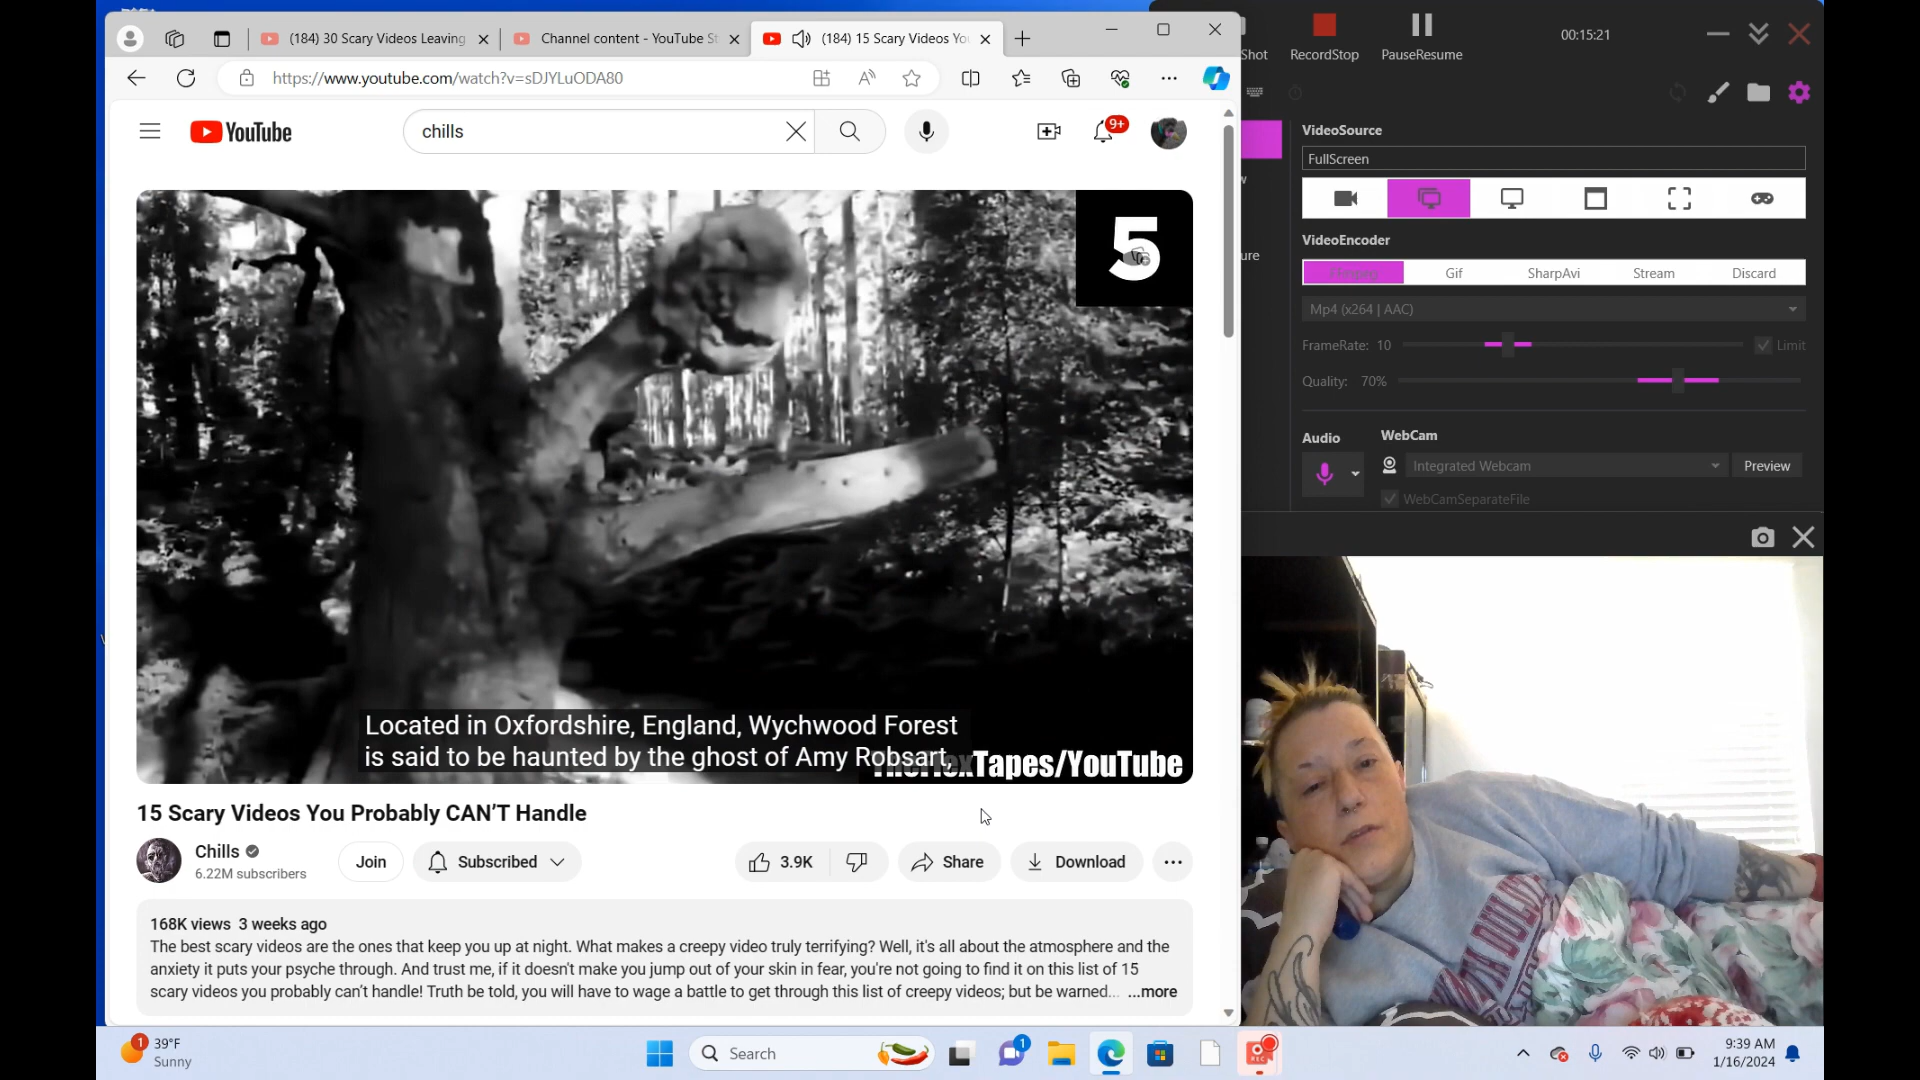 (184) 30 Scary Videos Leaving
Channel content - YouTube St
(184) 15 Scary Videos Yo
https://www.youtube.com/watch?v=sDJYLuODA80
YouTube
chills
9+
5
Located in Oxfordshire, England, Wychwood Forest
is said to be haunted by the ghost of Amy Robsart,
Tapes/YouTube
15 Scary Videos You Probably CAN'T Handle
Chills
6.22M subscribers
Join
Subscribed
3.9K
Share
Download
168K views 3 weeks ago
The best scary videos are the ones that keep you up at night. What makes a creepy video truly terrifying? Well, it's all about the atmosphere and the
anxiety it puts your psyche through. And trust me, if it doesn't make you jump out of your skin in fear, you're not going to find it on this list of 15
scary videos you probably can't handle! Truth be told, you will have to wage a battle to get through this list of creepy videos; but be warned... ...more
Shot
RecordStop
PauseResume
00:15:21
w
ure
VideoSource
FullScreen
VideoEncoder
FFmpeg
Gif
SharpAvi
Stream
Discard
Mp4 (x264 | AAC)
FrameRate: 10
Limit
Quality: 70%
Audio
WebCam
Integrated Webcam
Preview
WebCamSeparateFile
1
39°F
Sunny
Search
1
REC
9:39 AM
1/16/2024